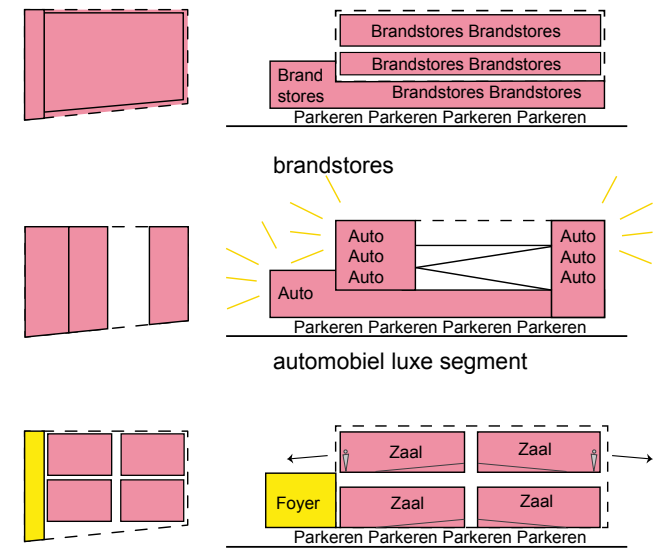 Brandstores Brandstores
Brandstores Brandstores
Brand
stores
Brandstores Brandstores
Parkeren Parkeren Parkeren Parkeren
brandstores
Auto
Auto
Auto
Auto
Auto
Auto
Auto
Parkeren Parkeren Parkeren Parkeren
automobiel luxe segment
Zaal
Zaal
Foyer
Zaal
Zaal
Parkeren Parkeren Parkeren Parkeren